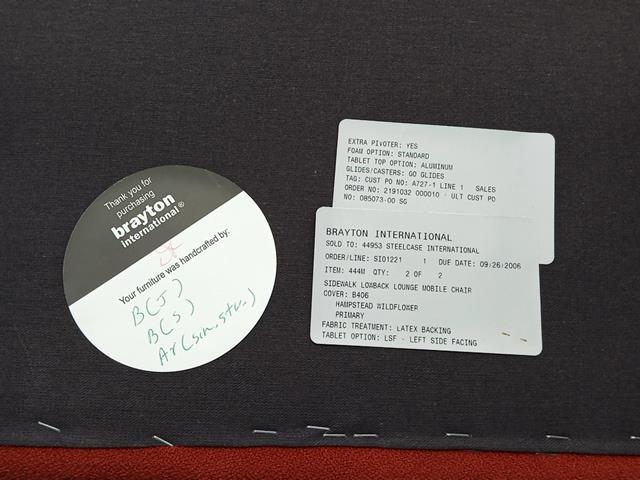 Thank you for
purchasing
brayton
international®
Your furniture was handcrafted by:
B(J)
B(S)
EXTRA PIVOTER: YES
FOAM OPTION: STANDARD
TABLET TOP OPTION: ALUMINUM
GLIDES/CASTERS: GO GLIDES
TAG: CUST PO NO: A727-1 LINE 1 SALES
ORDER NO: 2191032 000010 - ULT CUST PO
NO: 085073-00 SG
BRAYTON INTERNATIONAL
SOLD TO: 44953 STEELCASE INTERNATIONAL
ORDER/LINE: SI01221 1 DUE DATE: 09/26/2006
ITEM: 444M QTY: 2 OF 2
SIDEWALK LOWBACK LOUNGE MOBILE CHAIR
COVER: B406
HAMPSTEAD WILDFLOWER
PRIMARY
FABRIC TREATMENT: LATEX BACKING
TABLET OPTION: LSF - LEFT SIDE FACING